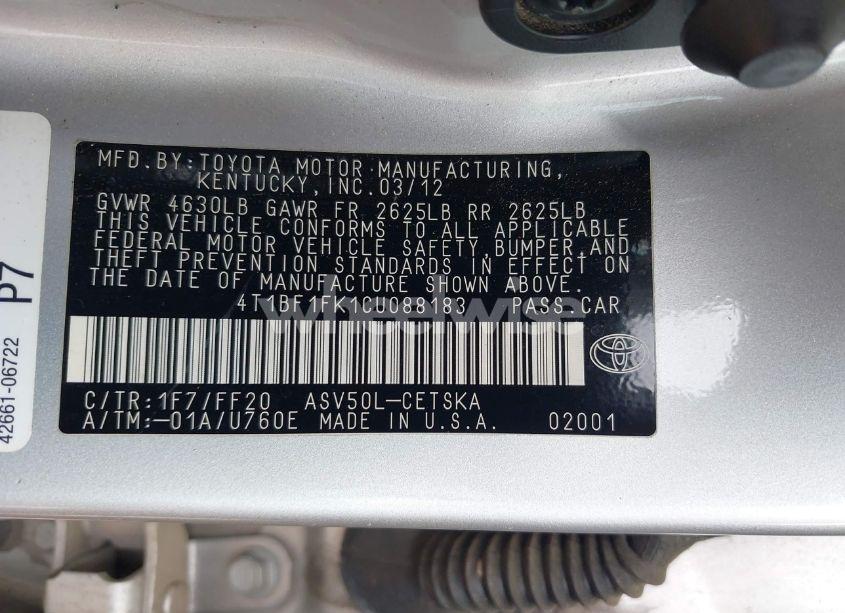 MFD. BY: TOYOTA MOTOR MANUFACTURING,
KENTUCKY, INC. 03/12
GVWR 4630LB GAWR FR 2625LB RR 2625LB
THIS VEHICLE CONFORMS TO ALL APPLICABLE
FEDERAL MOTOR VEHICLE SAFETY, BUMPER, AND
THEFT PREVENTION STANDARDS IN EFFECT ON
THE DATE OF MANUFACTURE SHOWN ABOVE.
4T1BF1FK1CU088183 PASS CAR
wheelwise
C/TR: 1F7/FF20 ASV50L-CETSKA
A/TM: -01A/U760E MADE IN U.S.A. 02001
P7
42661-06722